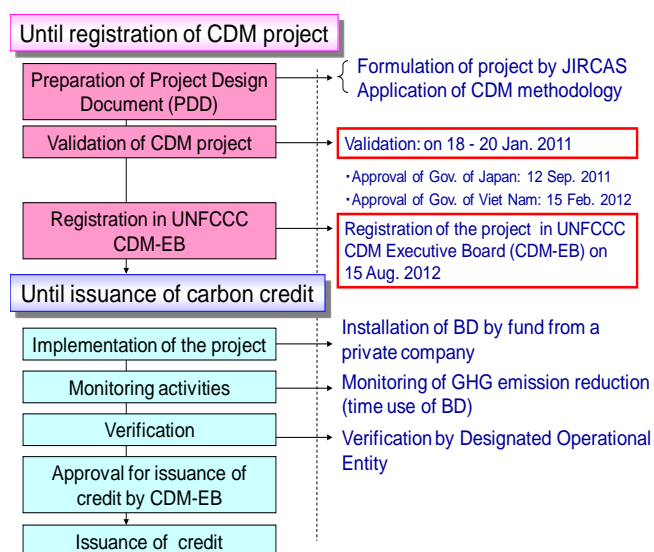 Until registration of CDM project
Preparation of Project Design
Document (PDD)
Formulation of project by JIRCAS
Application of CDM methodology
Validation of CDM project
Validation: on 18 - 20 Jan. 2011
・Approval of Gov. of Japan: 12 Sep. 2011
・Approval of Gov. of Viet Nam: 15 Feb. 2012
Registration in UNFCCC
CDM-EB
Registration of the project in UNFCCC
CDM Executive Board (CDM-EB) on
15 Aug. 2012
Until issuance of carbon credit
Implementation of the project
Installation of BD by fund from a
private company
Monitoring activities
Monitoring of GHG emission reduction
(time use of BD)
Verification
Verification by Designated Operational
Entity
Approval for issuance of
credit by CDM-EB
Issuance of credit